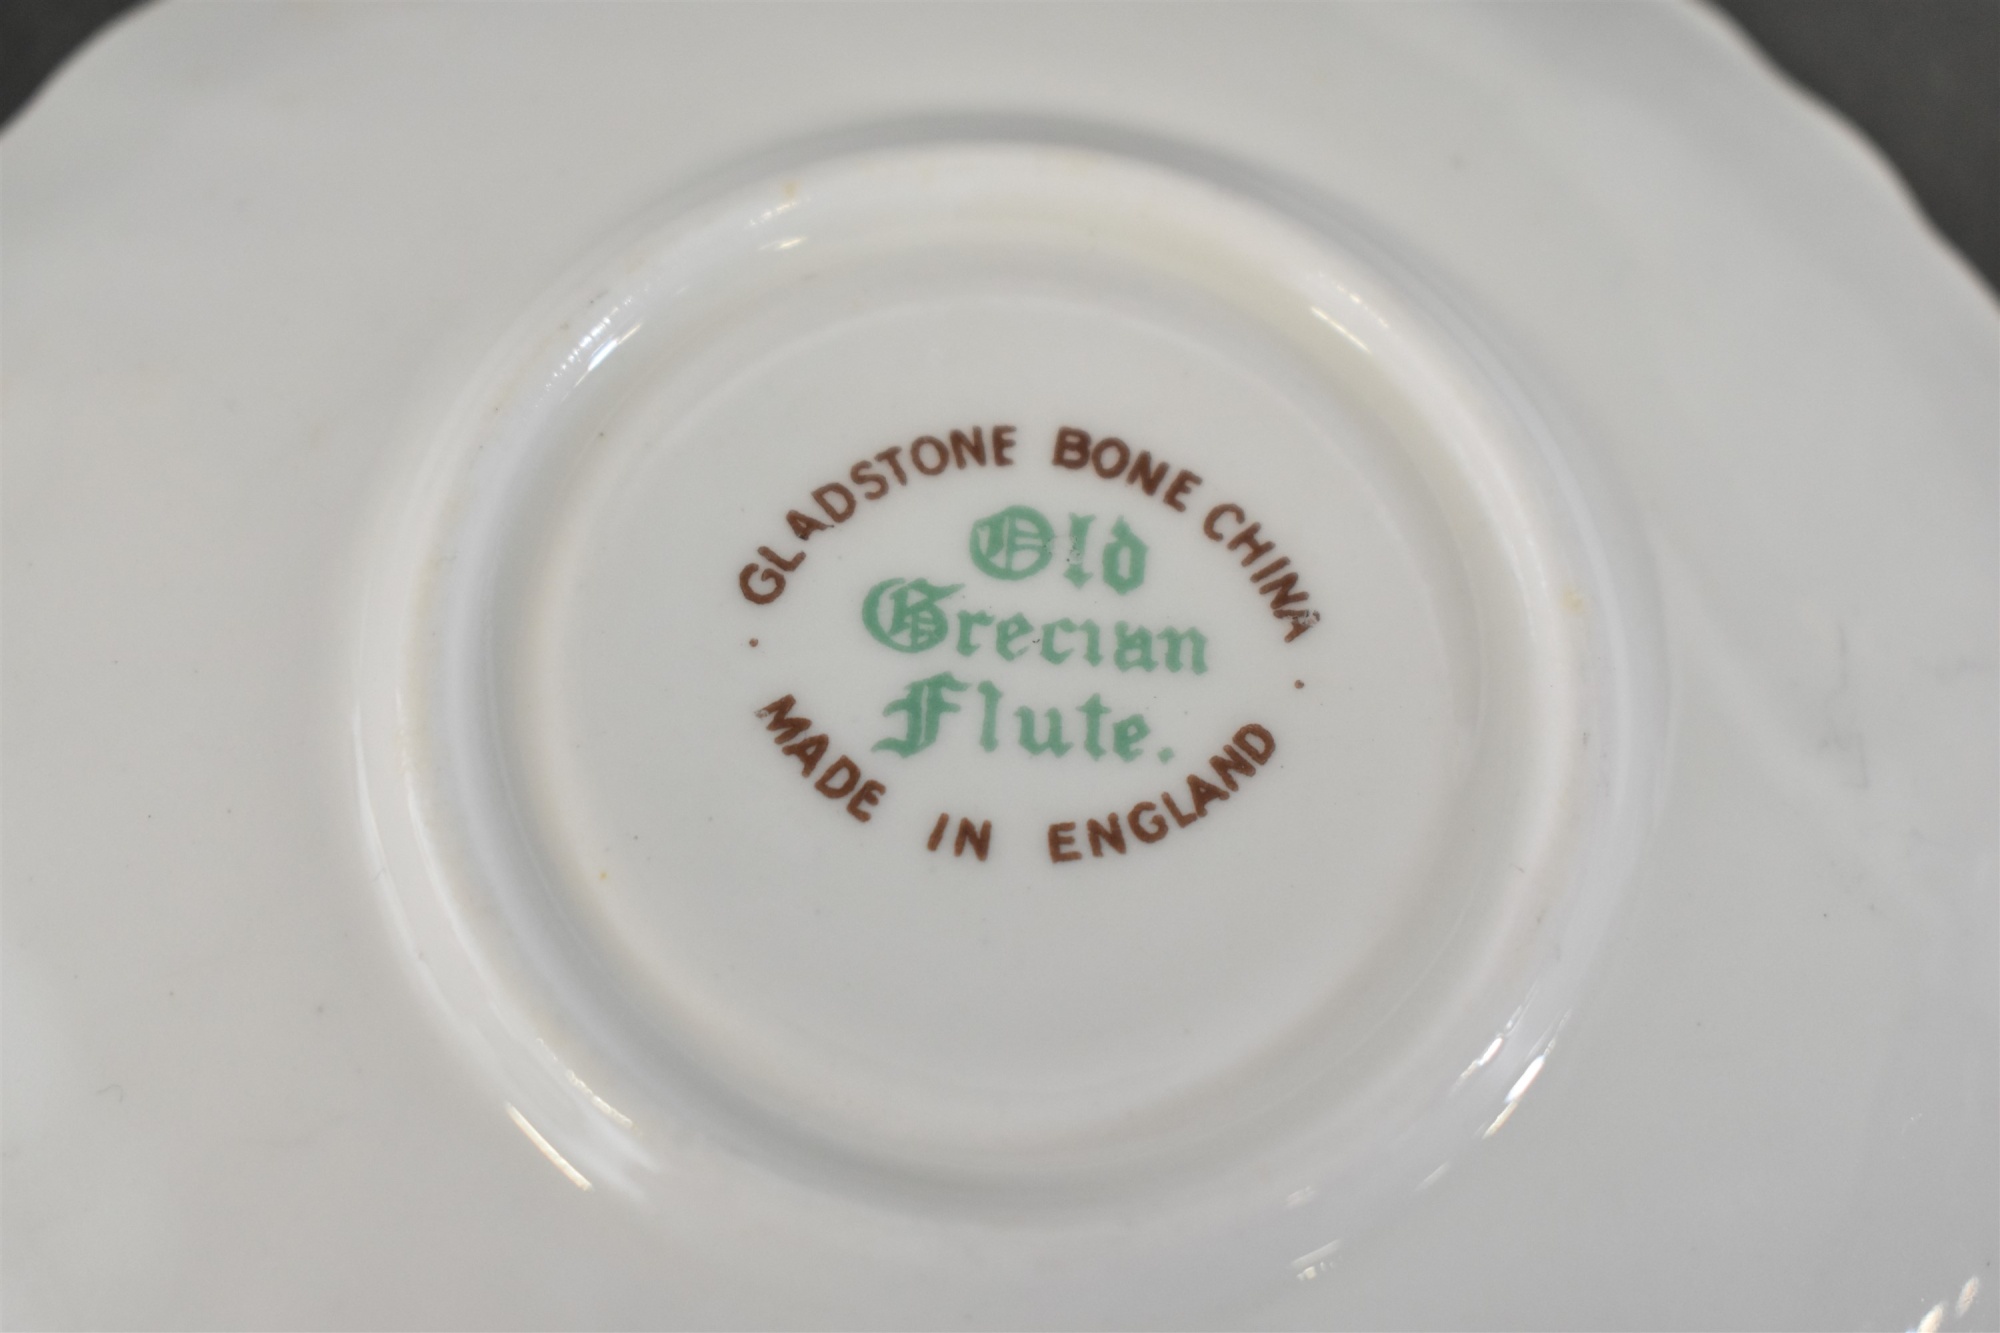 GLADSTONE BONE CHINA
Old
Grecian
Flute.
MADE IN ENGLAND